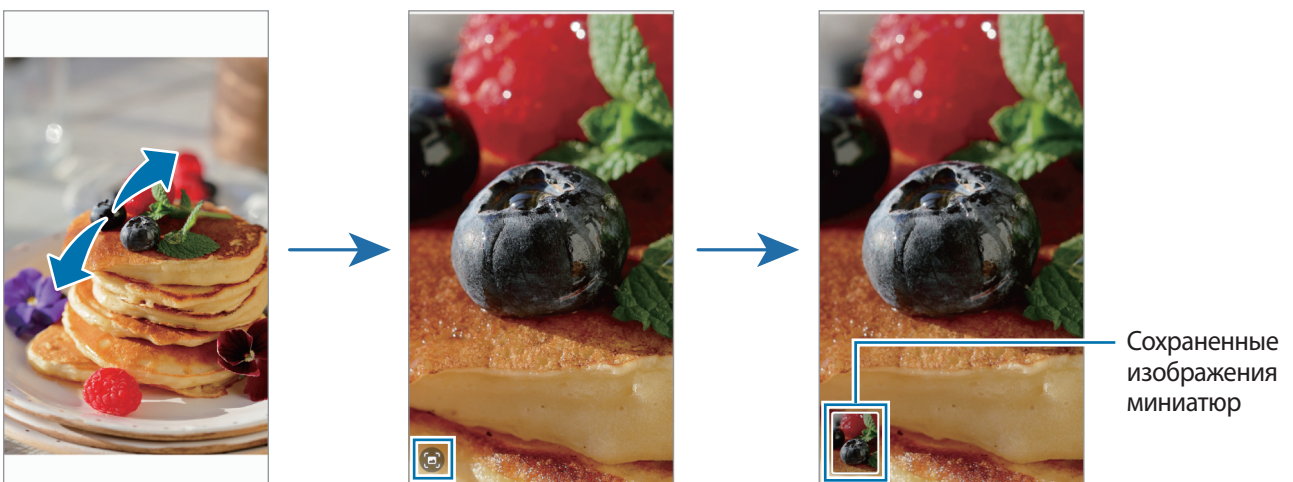 Сохраненные
изображения
миниатюр